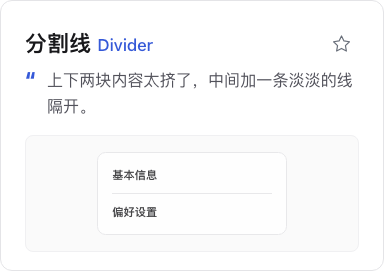 分割线 Divider
“ 上下两块内容太挤了，中间加一条淡淡的线
隔开。
基本信息
偏好设置